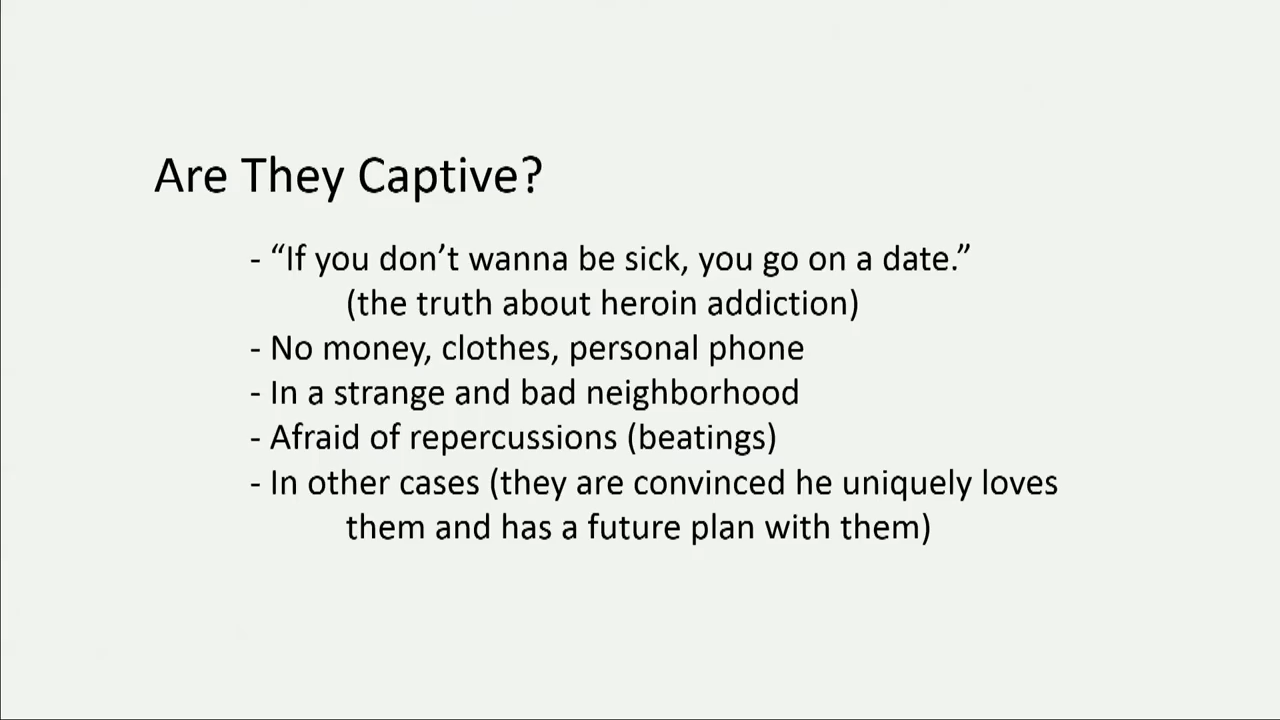 Are They Captive?
- “If you don’t wanna be sick, you go on a date.”
(the truth about heroin addiction)
- No money, clothes, personal phone
- In a strange and bad neighborhood
- Afraid of repercussions (beatings)
- In other cases (they are convinced he uniquely loves
them and has a future plan with them)